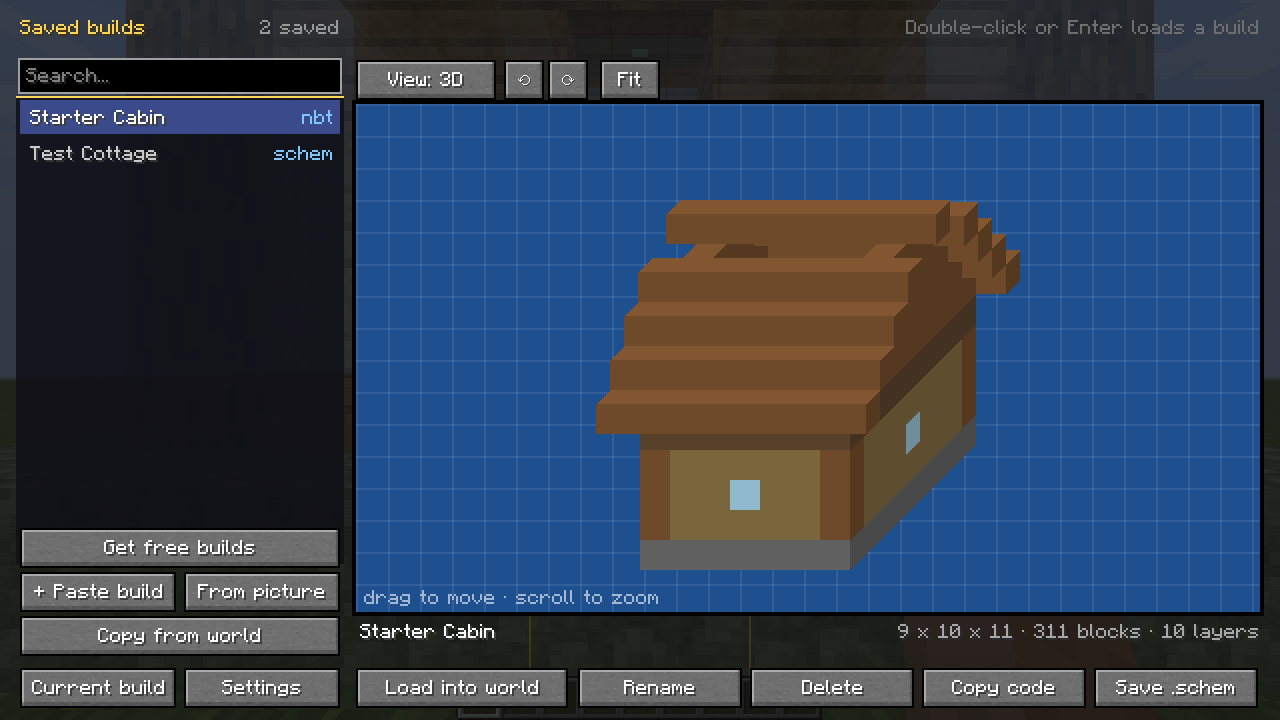 Saved builds
2 saved
Double-click or Enter loads a build
Search...
View: 3D
⟲
⟳
Fit
Starter Cabin
nbt
Test Cottage
schem
Get free builds
+ Paste build
From picture
Copy from world
Current build
Settings
drag to move · scroll to zoom
Starter Cabin
9 x 10 x 11 · 311 blocks · 10 layers
Load into world
Rename
Delete
Copy code
Save .schem